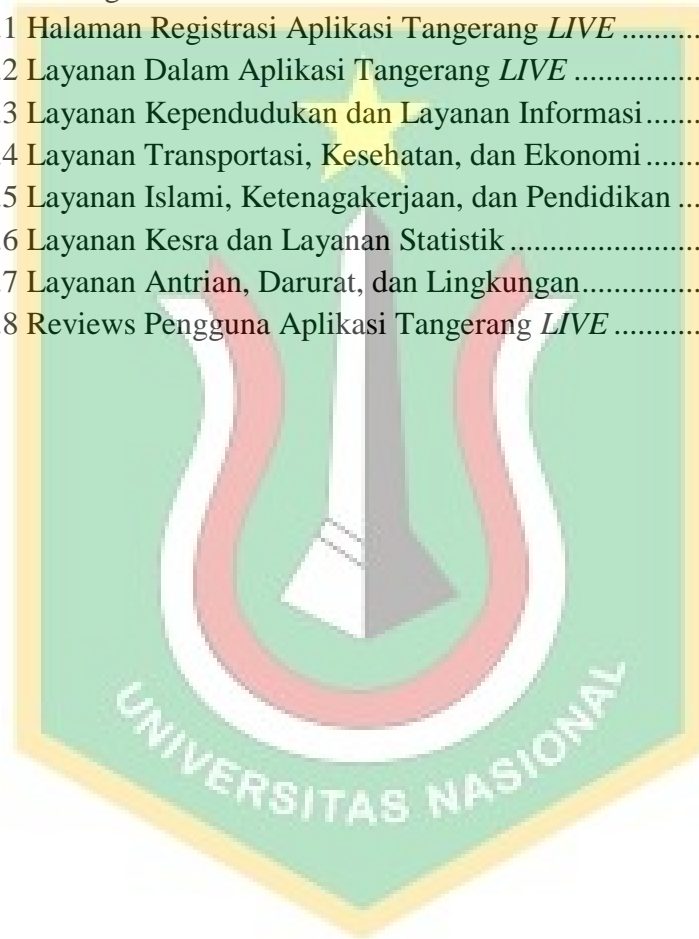 .1 Halaman Registrasi Aplikasi Tangerang LIVE ..........
.2 Layanan Dalam Aplikasi Tangerang LIVE ................
.3 Layanan Kependudukan dan Layanan Informasi.......
.4 Layanan Transportasi, Kesehatan, dan Ekonomi.......
.5 Layanan Islami, Ketenagakerjaan, dan Pendidikan ...
.6 Layanan Kesra dan Layanan Statistik.......................
.7 Layanan Antrian, Darurat, dan Lingkungan...............
.8 Reviews Pengguna Aplikasi Tangerang LIVE ...........
UNIVERSITAS NASIONAL